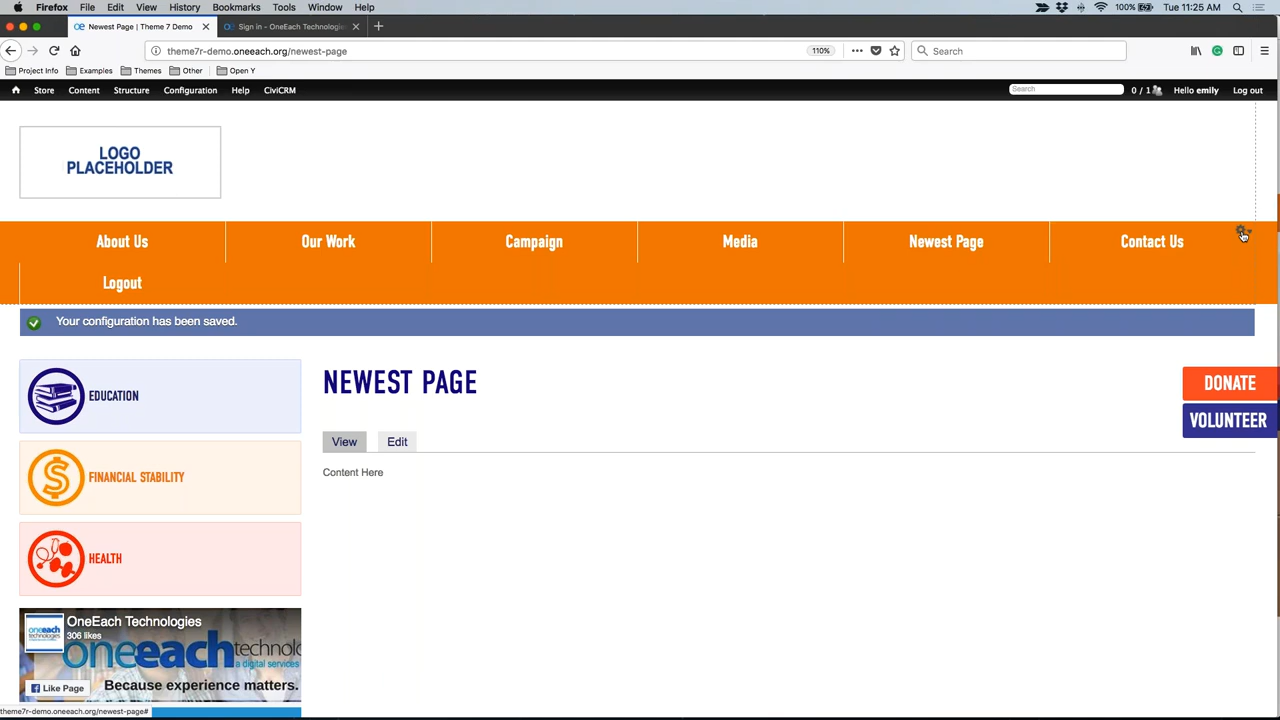 Firefox File Edit View History Bookmarks Tools Window Help 100% Tue 11:25 AM
Newest Page | Theme 7 Demo Sign in - OneEach Technologies
theme7r-demo.oneeach.org/newest-page 110% Search
Project Info Examples Themes Other Open Y
Store Content Structure Configuration Help CiviCRM Search 0 / 1 Hello emily Log out
LOGO
PLACEHOLDER
About Us Our Work Campaign Media Newest Page Contact Us
Logout
Your configuration has been saved.
EDUCATION
FINANCIAL STABILITY
HEALTH
NEWEST PAGE
View Edit
Content Here
DONATE
VOLUNTEER
OneEach Technologies
306 likes
oneeach
oneeach technolog
a digital services
Because experience matters.
Like Page
theme7r-demo.oneeach.org/newest-page#